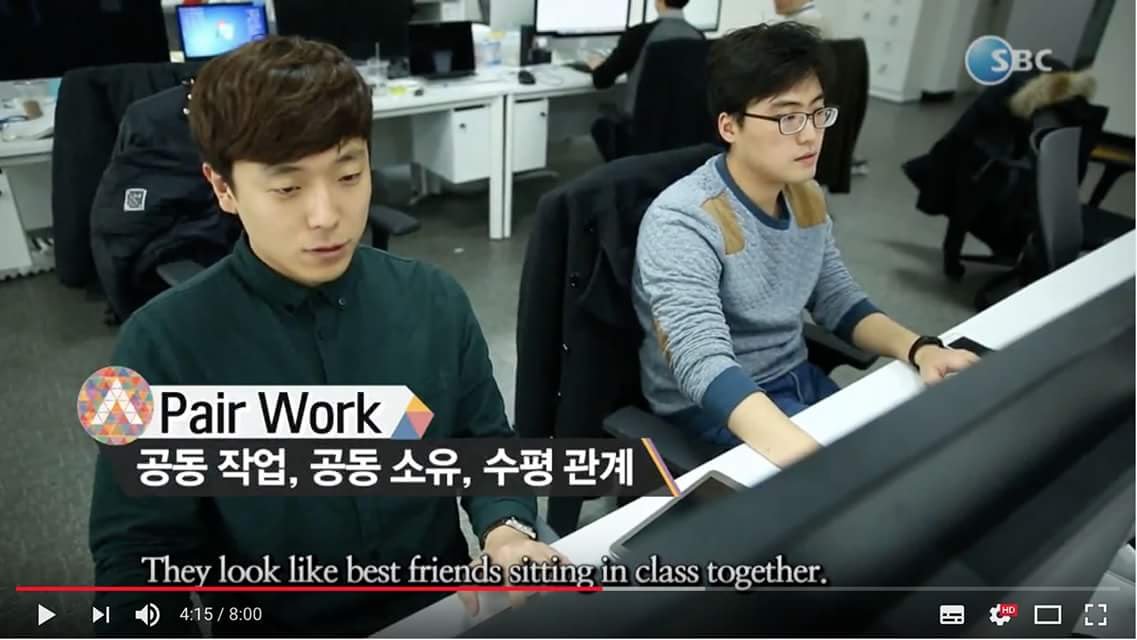 SBC
Pair Work
공동 작업, 공동 소유, 수평 관계
They look like best friends sitting in class together.
4:15 / 8:00
HD